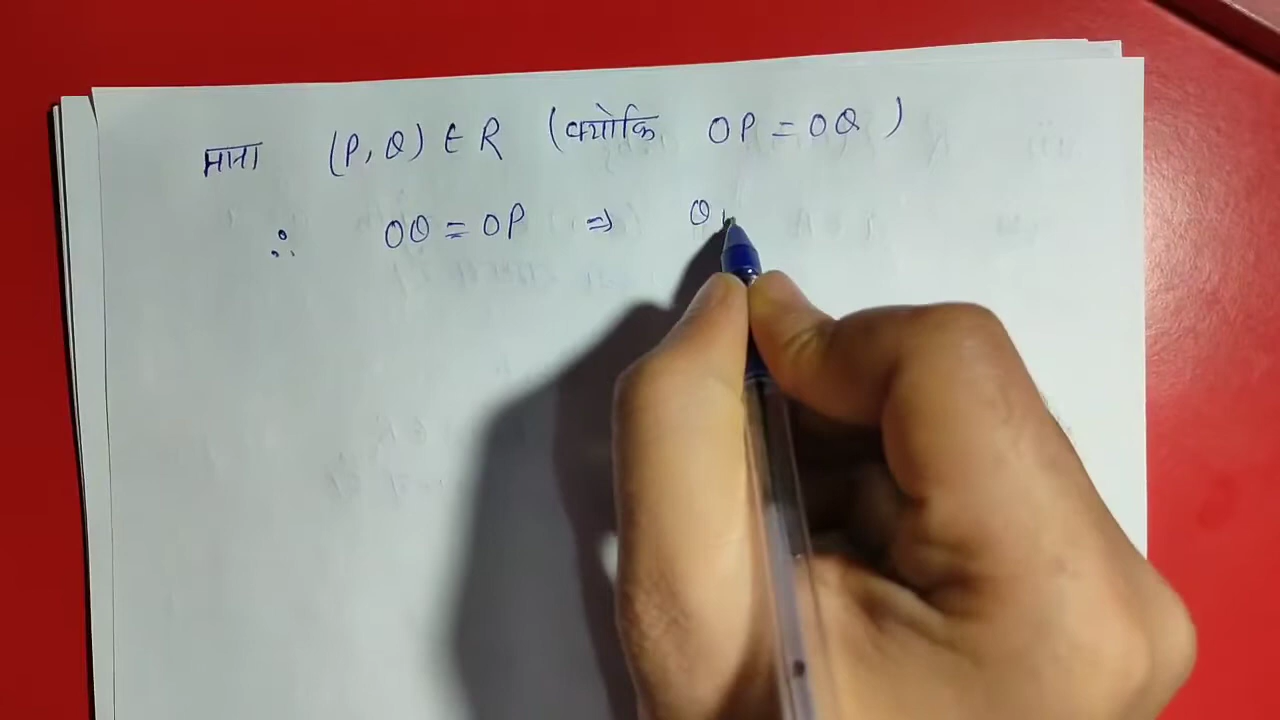 माना (P, Q) ∈ R (क्योकि OP = OQ )
∴ OQ = OP ⇒ Q